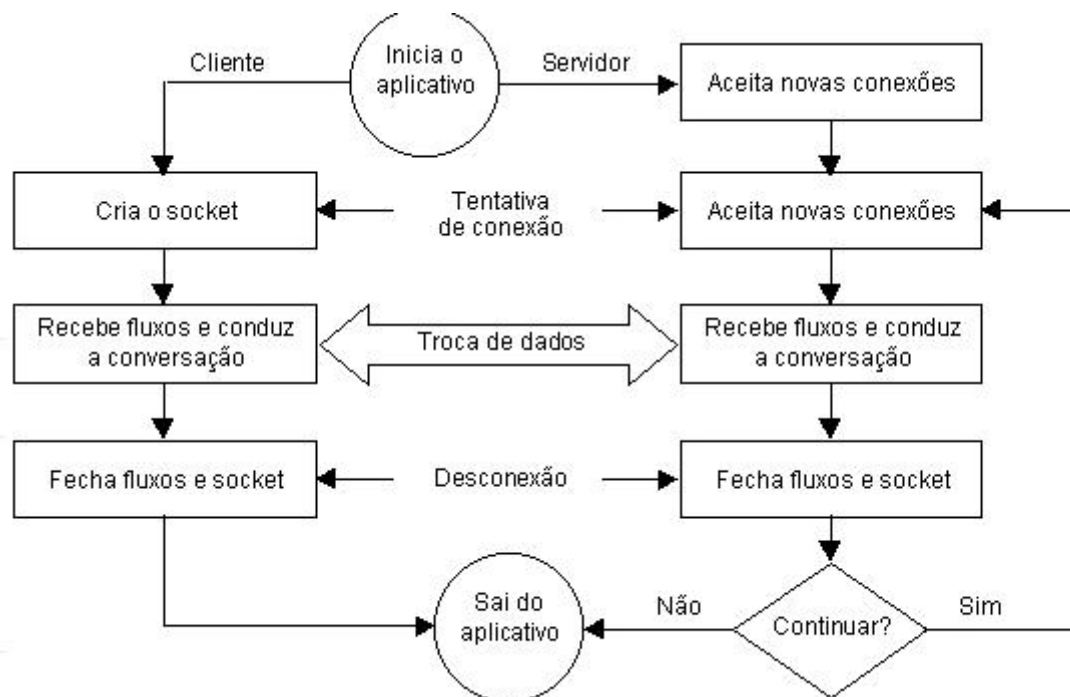 Inicia o
aplicativo
Cliente
Servidor
Aceita novas conexões
Cria o socket
Tentativa
de conexão
Aceita novas conexões
Recebe fluxos e conduz
a conversação
Troca de dados
Recebe fluxos e conduz
a conversação
Fecha fluxos e socket
Desconexão
Fecha fluxos e socket
Sai do
aplicativo
Não
Continuar?
Sim